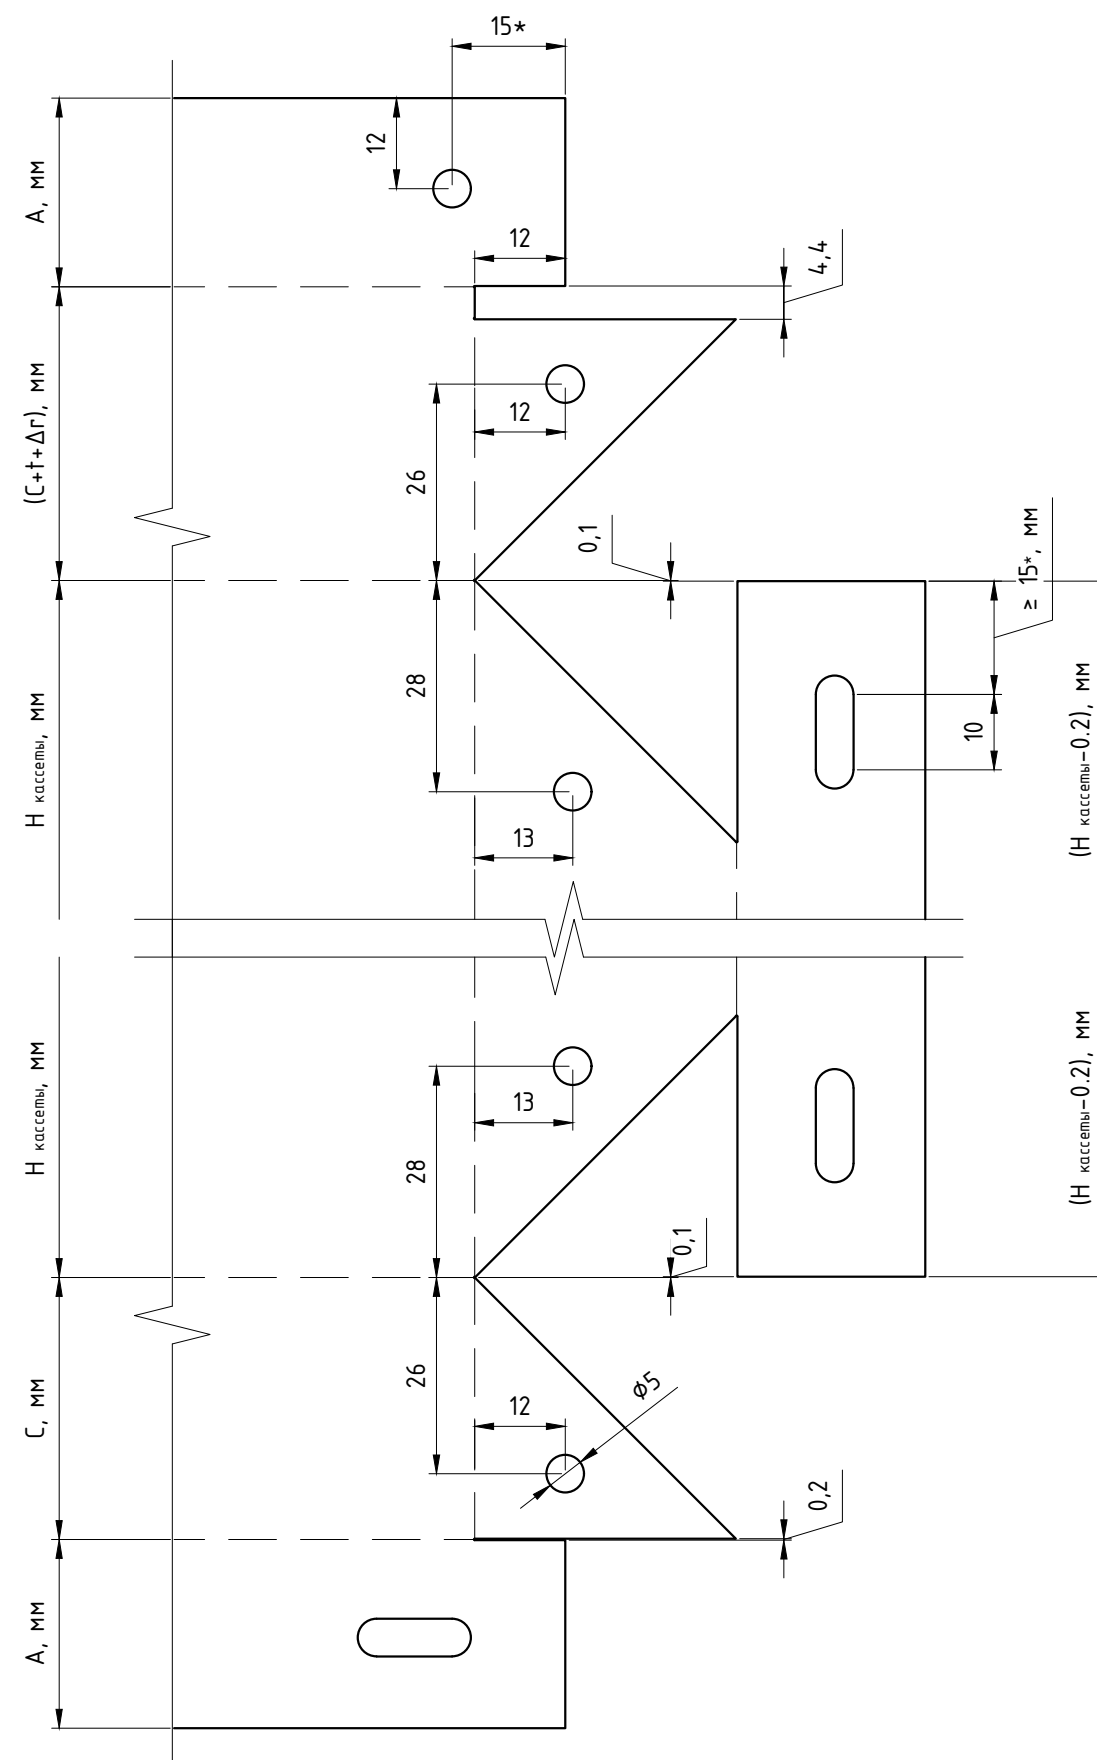 15*
12
A, мм
12
4,4
(C+t+Δr), мм
12
26
0,1
≥ 15*, мм
28
H кассеты, мм
10
(H кассеты-0.2), мм
13
H кассеты, мм
(H кассеты-0.2), мм
13
28
0,1
26
C, мм
12
ϕ5
0,2
A, мм